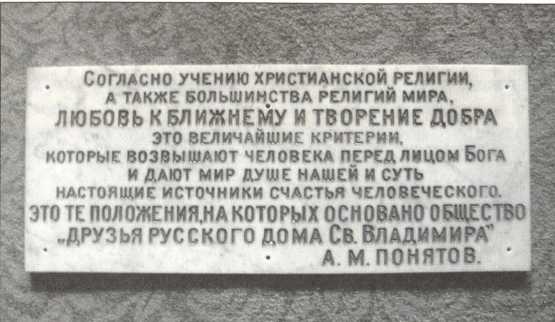 Согласно учению христианской религии,
а также большинства религий мира,
любовь к ближнему и творение добра
это величайшие критерии,
которые возвышают человека перед лицом Бога
и дают мир душе нашей и суть
настоящие источники счастья человеческого.
Это те положения, на которых основано общество
„Друзья русского дома Св. Владимира”
А. М. Понятов.